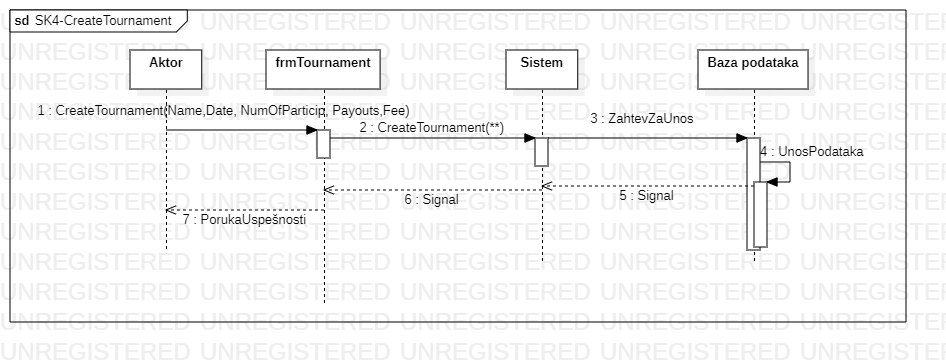 sd SK4-CreateTournament
Aktor
frmTournament
Sistem
Baza podataka
1 : CreateTournament(Name,Date, NumOfParticip, Payouts,Fee)
2 : CreateTournament(**)
3 : ZahtevZaUnos
4 : UnosPodataka
5 : Signal
6 : Signal
7 : PorukaUspešnosti
UNREGISTERED UNREGISTERED UNREGISTERED UNREGISTERED UNREGISTERED